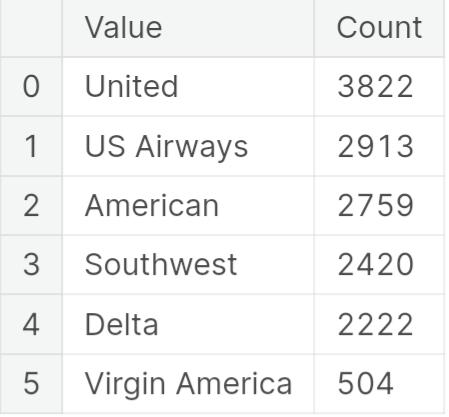 Value Count
0 United 3822
1 US Airways 2913
2 American 2759
3 Southwest 2420
4 Delta 2222
5 Virgin America 504